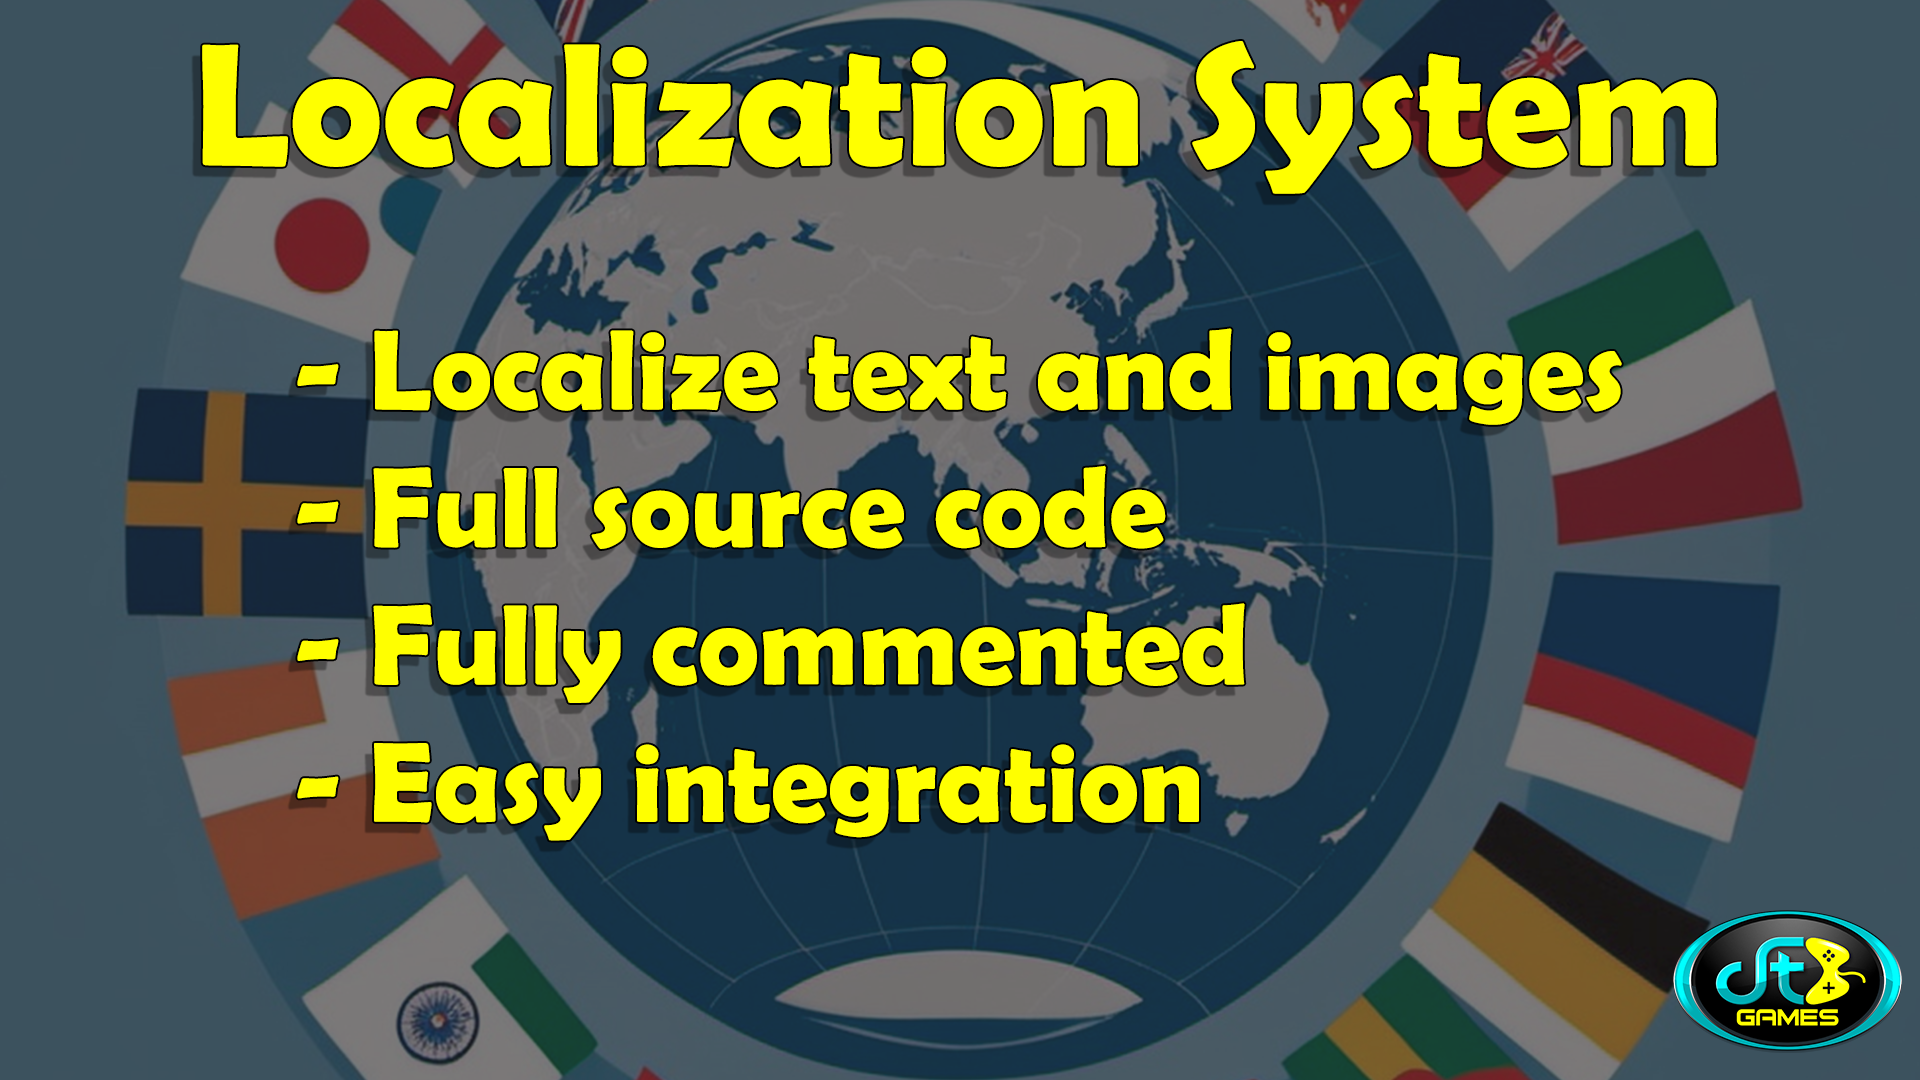 Localization System
- Localize text and images
- Full source code
- Fully commented
- Easy integration
GAMES